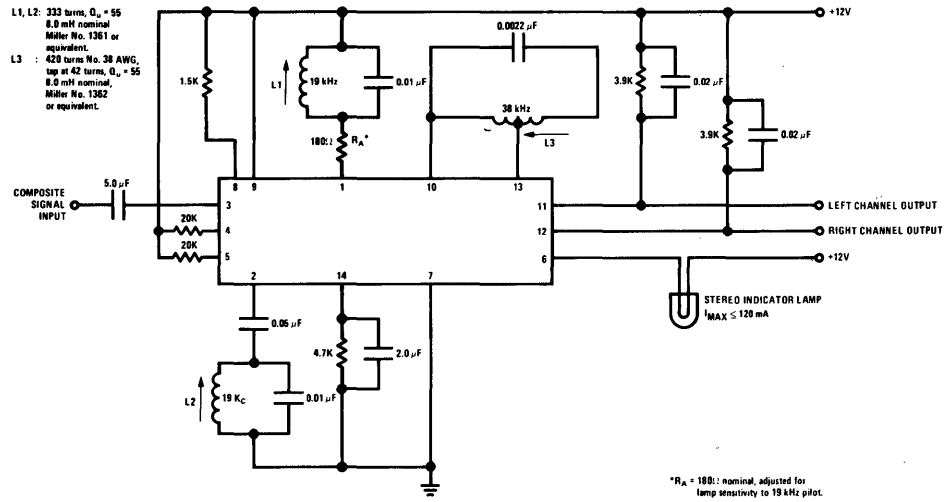 L1, L2: 333 turns, Qu = 55
8.0 mH nominal
Miller No. 1361 or
equivalent.
L3 : 420 turns No. 38 AWG,
tap at 42 turns, Qu = 55
8.0 mH nominal,
Miller No. 1362
or equivalent.
+12V
0.0022 µF
1.5K
L1
19 kHz
0.01 µF
3.9K
0.02 µF
38 kHz
L3
180Ω RA*
3.9K
0.02 µF
5.0 µF
COMPOSITE
SIGNAL
INPUT
8
9
1
10
13
3
11
LEFT CHANNEL OUTPUT
20K
4
12
RIGHT CHANNEL OUTPUT
20K
5
6
+12V
2
14
7
STEREO INDICATOR LAMP
IMAX ≤ 120 mA
0.05 µF
4.7K
2.0 µF
L2
19 KC
0.01 µF
*RA = 180Ω nominal, adjusted for
lamp sensitivity to 19 kHz pilot.